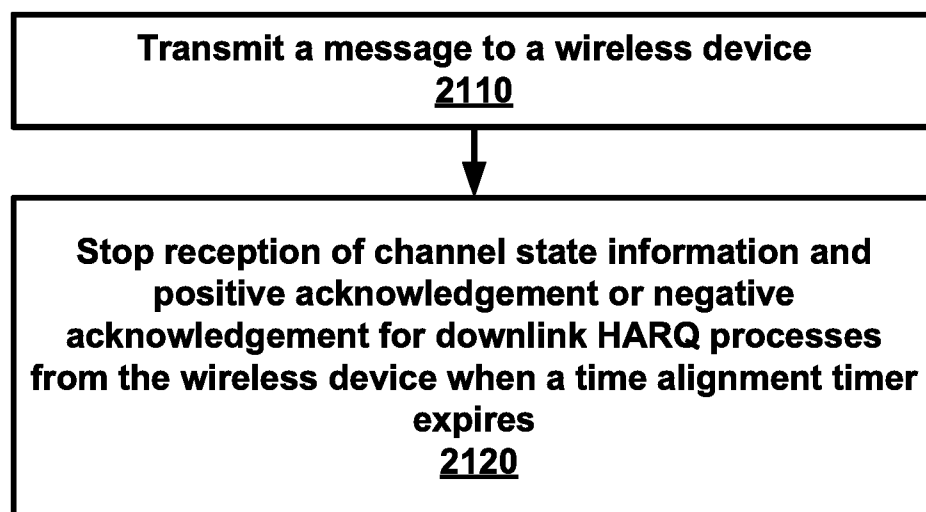 Transmit a message to a wireless device
2110
Stop reception of channel state information and
positive acknowledgement or negative
acknowledgement for downlink HARQ processes
from the wireless device when a time alignment timer
expires
2120